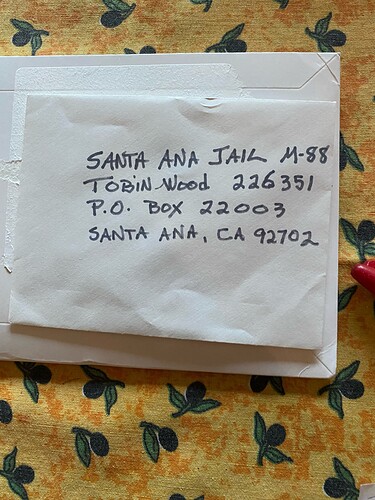 SANTA ANA JAIL M-88
TOBIN WOOD 226351
P.O. BOX 22003
SANTA ANA, CA 92702